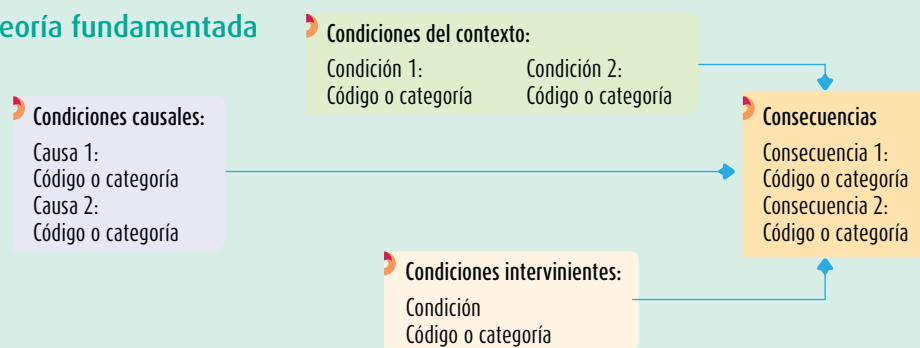 eoría fundamentada
Condiciones del contexto:
Condición 1:
Código o categoría
Condición 2:
Código o categoría
Condiciones causales:
Causa 1:
Código o categoría
Causa 2:
Código o categoría
Consecuencias
Consecuencia 1:
Código o categoría
Consecuencia 2:
Código o categoría
Condiciones intervinientes:
Condición
Código o categoría